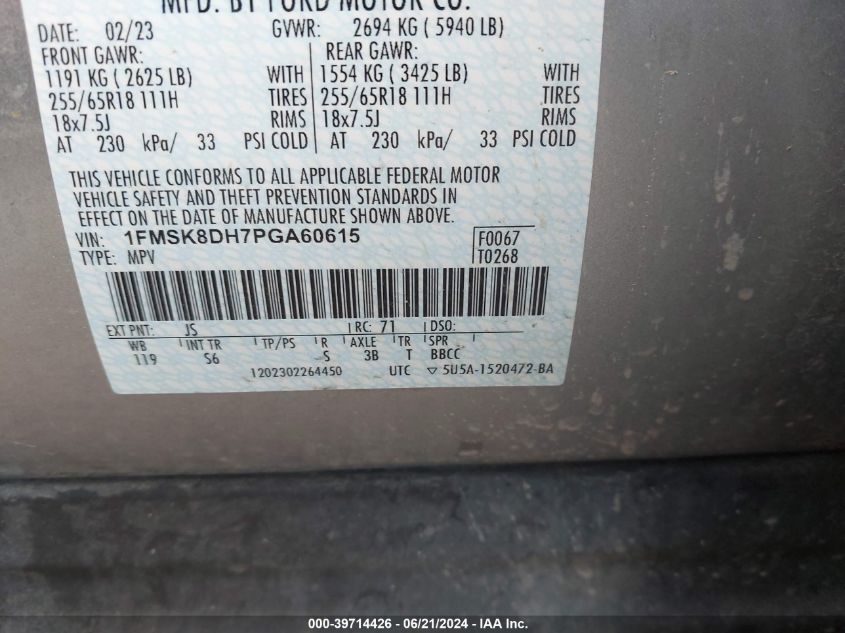 MFD. BY FORD MOTOR CO.
DATE: 02/23 GVWR: 2694 KG ( 5940 LB)
FRONT GAWR: REAR GAWR:
1191 KG ( 2625 LB) WITH 1554 KG ( 3425 LB) WITH
255/65R18 111H TIRES 255/65R18 111H TIRES
18x7.5J RIMS 18x7.5J RIMS
AT 230 kPa/ 33 PSI COLD AT 230 kPa/ 33 PSI COLD
THIS VEHICLE CONFORMS TO ALL APPLICABLE FEDERAL MOTOR
VEHICLE SAFETY AND THEFT PREVENTION STANDARDS IN
EFFECT ON THE DATE OF MANUFACTURE SHOWN ABOVE.
VIN: 1FMSK8DH7PGA60615 F0067
TYPE: MPV T0268
EXT PNT: JS RC: 71 DSO:
WB INT TR TP/PS R AXLE TR SPR
119 S6 S 3B T BBCC
1202302264450 UTC ▽ 5U5A-1520472-BA
000-39714426 - 06/21/2024 - IAA Inc.